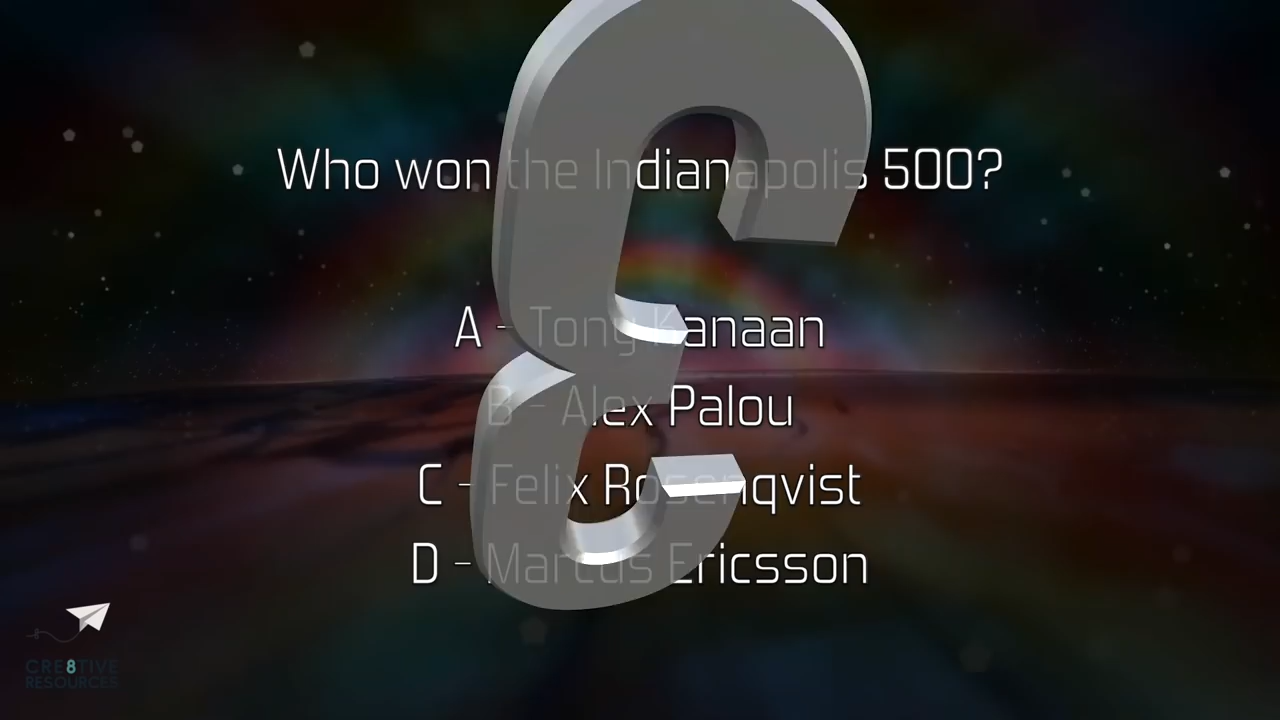 Who won the Indianapolis 500?
A - Tony Kanaan
B - Alex Palou
C - Felix Rosenqvist
D - Marcus Ericsson
CRE8TIVE
RESOURCES